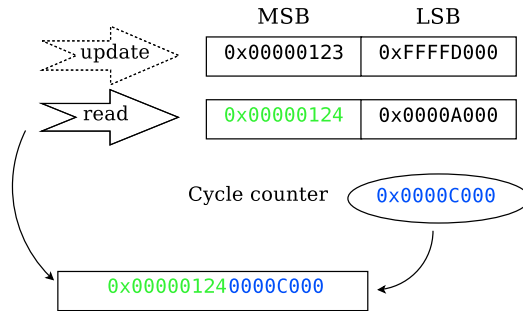 MSB LSB
update 0x00000123 0xFFFFD000
read 0x00000124 0x0000A000
Cycle counter 0x0000C000
0x000001240000C000